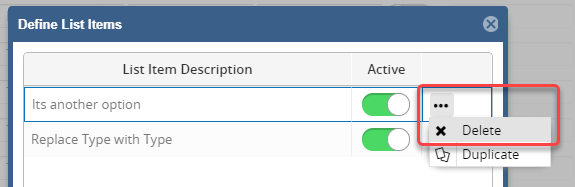 Define List Items
List Item Description Active
Its another option
Delete
Replace Type with Type
Duplicate